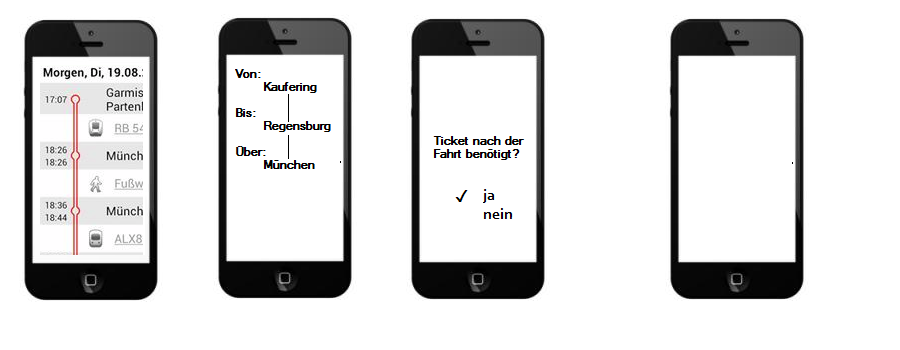 Morgen, Di, 19.08.
17:07 Garmis
Partenk
RB 54
18:26
18:26 Münch
Fußw
18:36
18:44 Münch
ALX8
Von:
Kaufering
Bis:
Regensburg
Über:
München
Ticket nach der
Fahrt benötigt?
✓ ja
nein